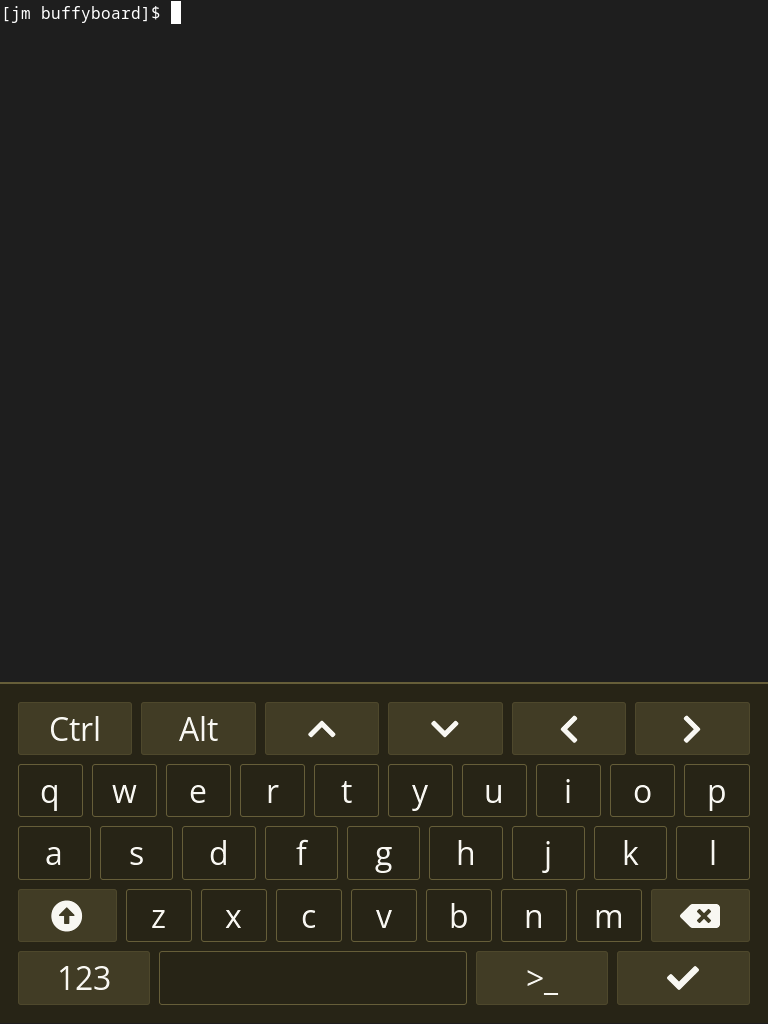 [jm buffyboard]$
Ctrl Alt
q w e r t y u i o p
a s d f g h j k l
z x c v b n m
123 >_